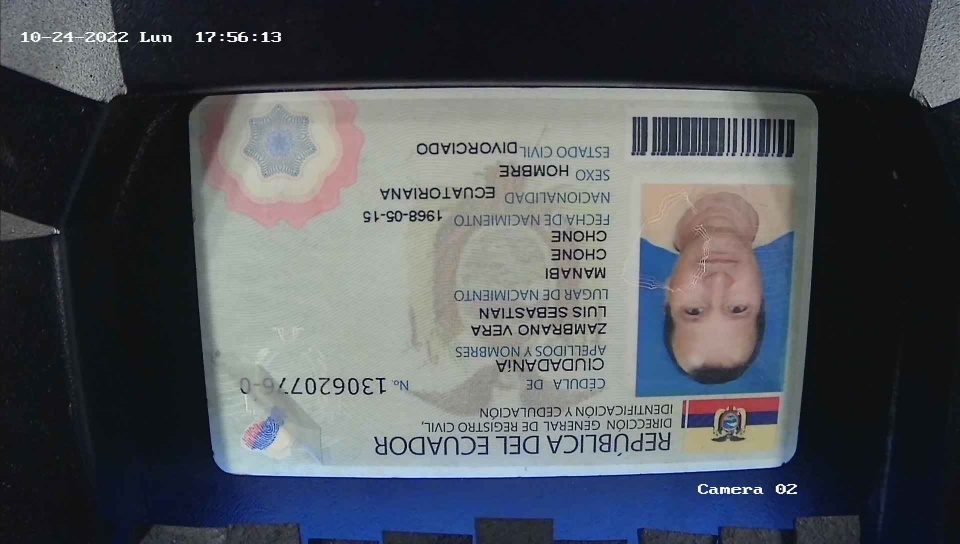 10-24-2022 Lun 17:56:13
REPÚBLICA DEL ECUADOR
DIRECCIÓN GENERAL DE REGISTRO CIVIL,
IDENTIFICACIÓN Y CEDULACIÓN
CÉDULA DE No. 130620776-0
CIUDADANÍA
APELLIDOS Y NOMBRES
ZAMBRANO VERA
LUIS SEBASTIAN
LUGAR DE NACIMIENTO
MANABI
CHONE
CHONE
FECHA DE NACIMIENTO 1968-05-15
NACIONALIDAD ECUATORIANA
SEXO HOMBRE
ESTADO CIVIL DIVORCIADO
Camera 02